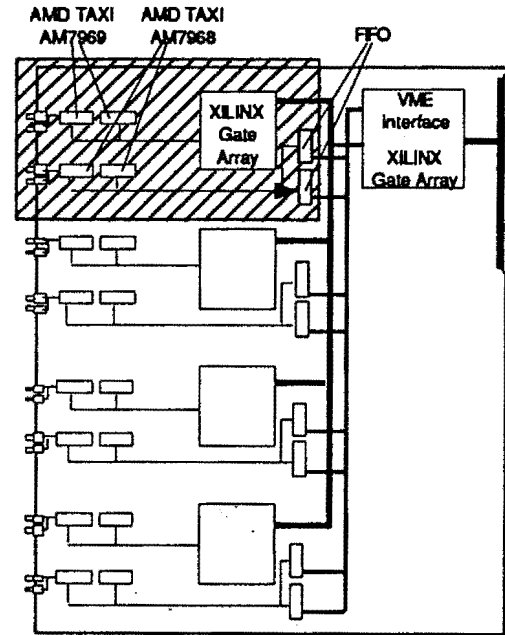 AMD TAXI
AM7969
AMD TAXI
AM7968
FIFO
XILINX
Gate
Array
VME
Interface
XILINX
Gate Array